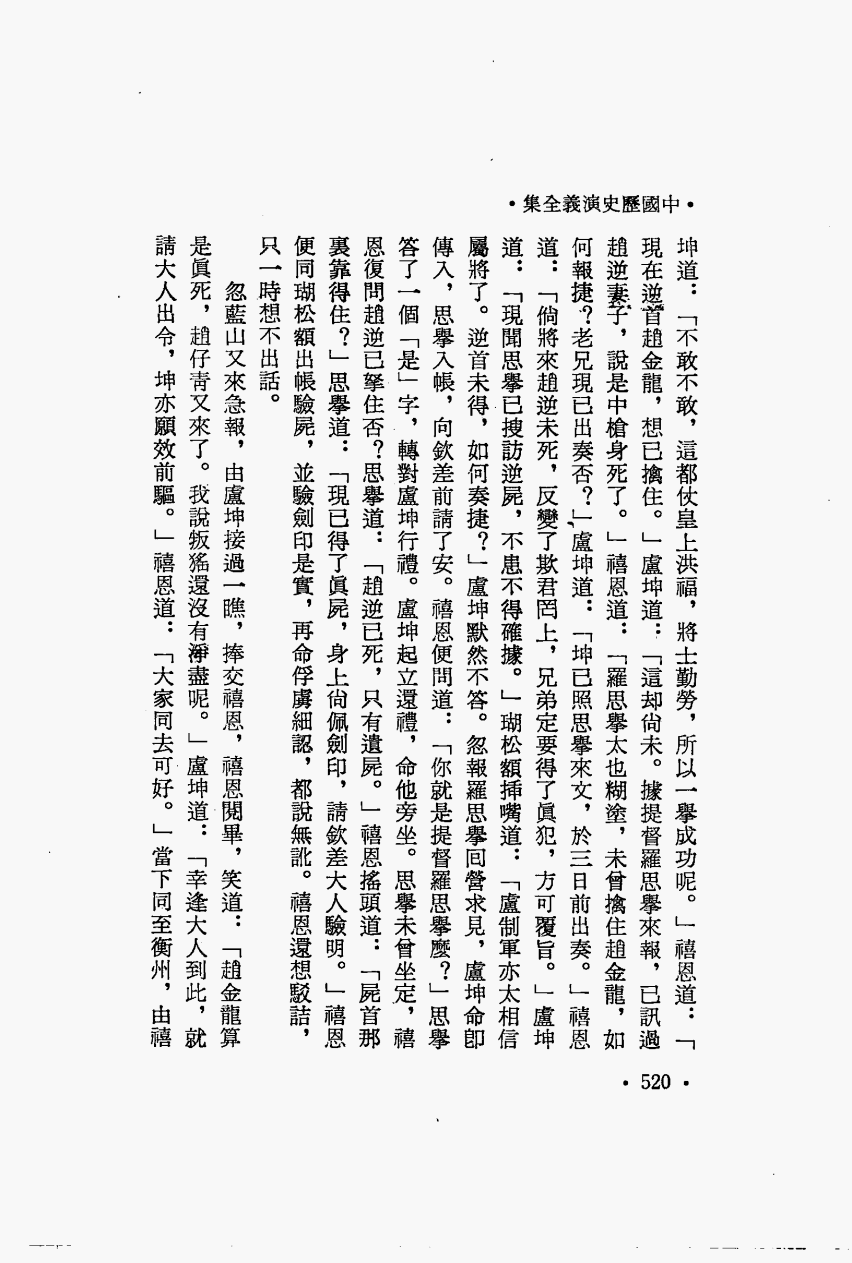 •中國歷史演義全集•
坤道：「不敢不敢，這都仗皇上洪福，將士勤勞，所以一擧成功呢。」禧恩道：「
現在逆首趙金龍，想已擒住。」盧坤道：「這却尙未。據提督羅思擧來報，已訊過
趙逆妻子，說是中槍身死了。」禧恩道：「羅思擧太也糊塗，未曾擒住趙金龍，如
何報捷？老兄現已出奏否？」盧坤道：「坤已照思擧來文，於三日前出奏。」禧恩
道：「倘將來趙逆未死，反變了欺君罔上，兄弟定要得了眞犯，方可覆旨。」盧坤
道：「現聞思擧已搜訪逆屍，不患不得確據。」瑚松額揷嘴道：「盧制軍亦太相信
屬將了。逆首未得，如何奏捷？」盧坤默然不答。忽報羅思擧回營求見，盧坤命卽
傳入，思擧入帳，向欽差前請了安。禧恩便問道：「你就是提督羅思擧麼？」思擧
答了一個「是」字，轉對盧坤行禮。盧坤起立還禮，命他旁坐。思擧未曾坐定，禧
恩復問趙逆已拏住否？思擧道：「趙逆已死，只有遺屍。」禧恩搖頭道：「屍首那
裏靠得住？」思擧道：「現已得了眞屍，身上尙佩劍印，請欽差大人驗明。」禧恩
便同瑚松額出帳驗屍，並驗劍印是實，再命俘虜細認，都說無訛。禧恩還想駁詰，
只一時想不出話。
忽藍山又來急報，由盧坤接過一瞧，捧交禧恩，禧恩閱畢，笑道：「趙金龍算
是眞死，趙仔靑又來了。我說叛猺還沒有淨盡呢。」盧坤道：「幸逢大人到此，就
請大人出令，坤亦願效前驅。」禧恩道：「大家同去可好。」當下同至衡州，由禧
•520•